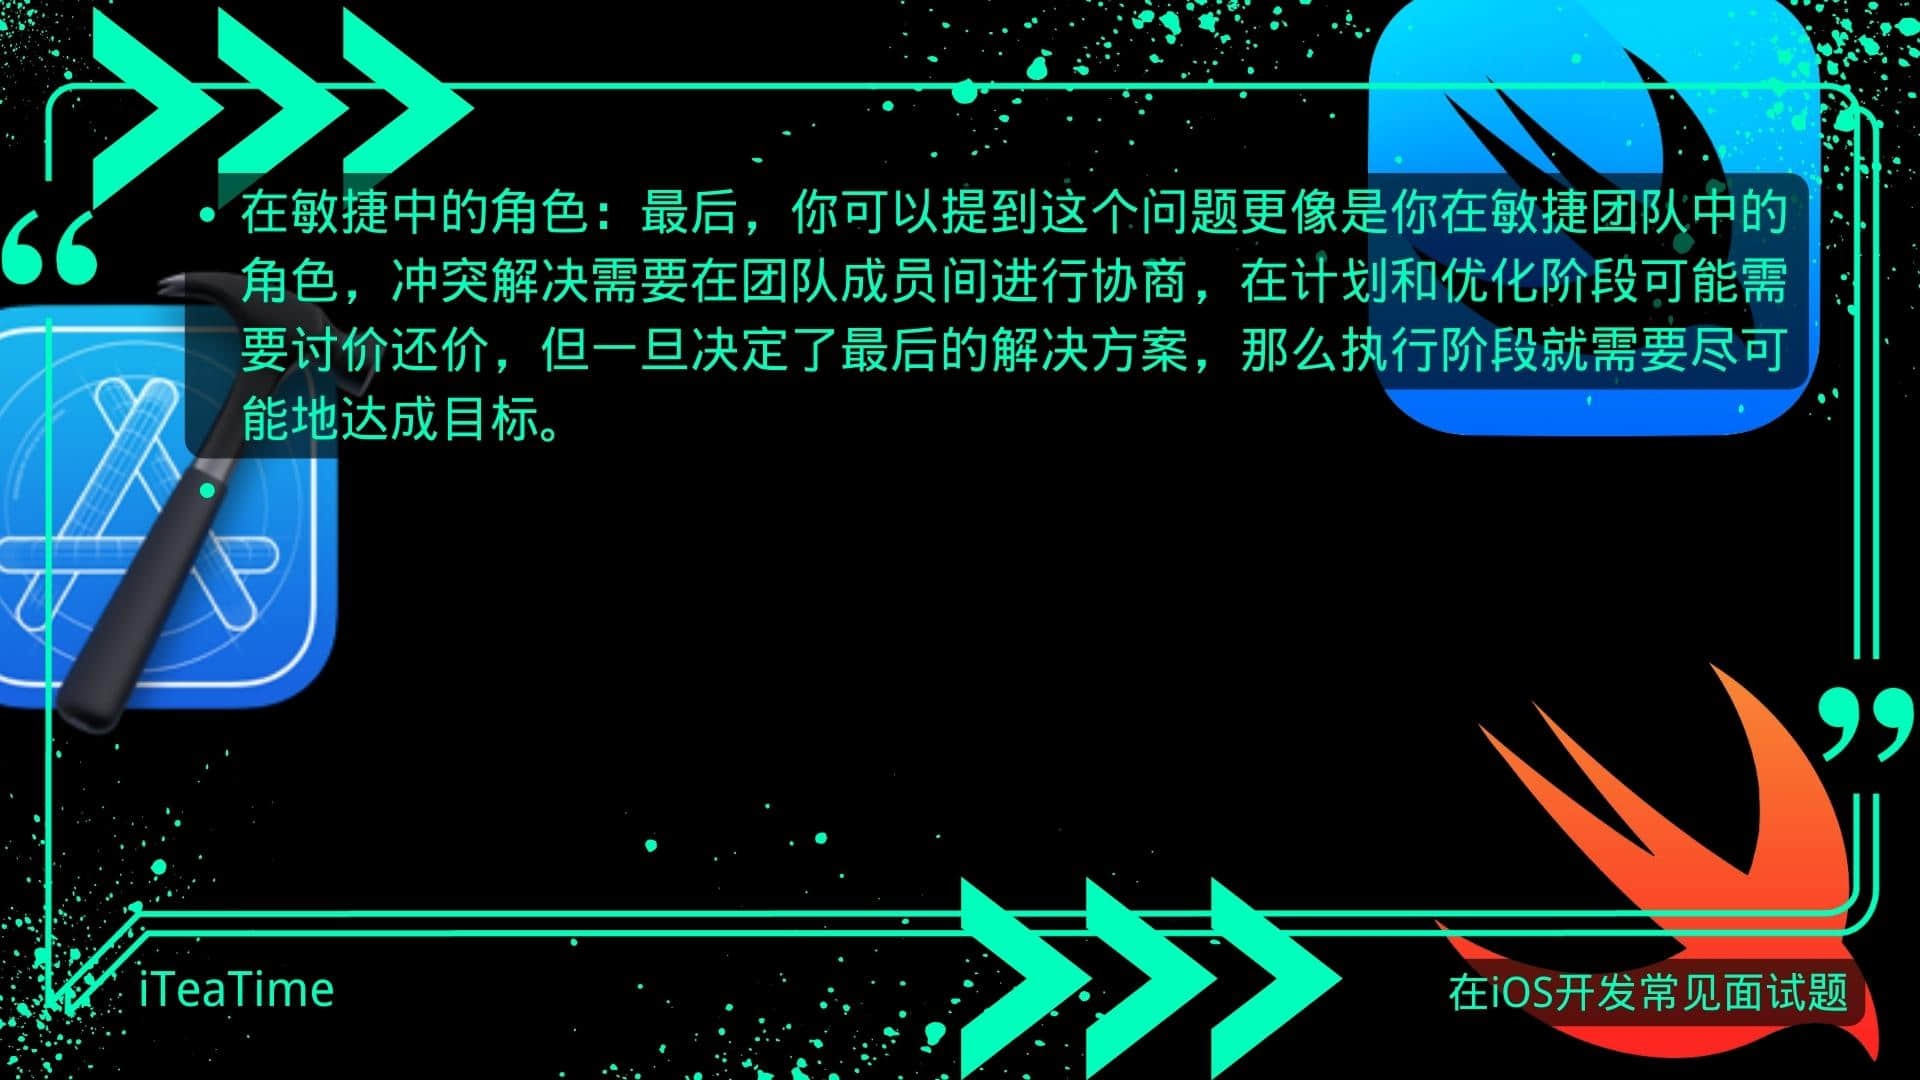 • 在敏捷中的角色：最后，你可以提到这个问题更像是你在敏捷团队中的
角色，冲突解决需要在团队成员间进行协商，在计划和优化阶段可能需
要讨价还价，但一旦决定了最后的解决方案，那么执行阶段就需要尽可
能地达成目标。
•
iTeaTime
在iOS开发常见面试题